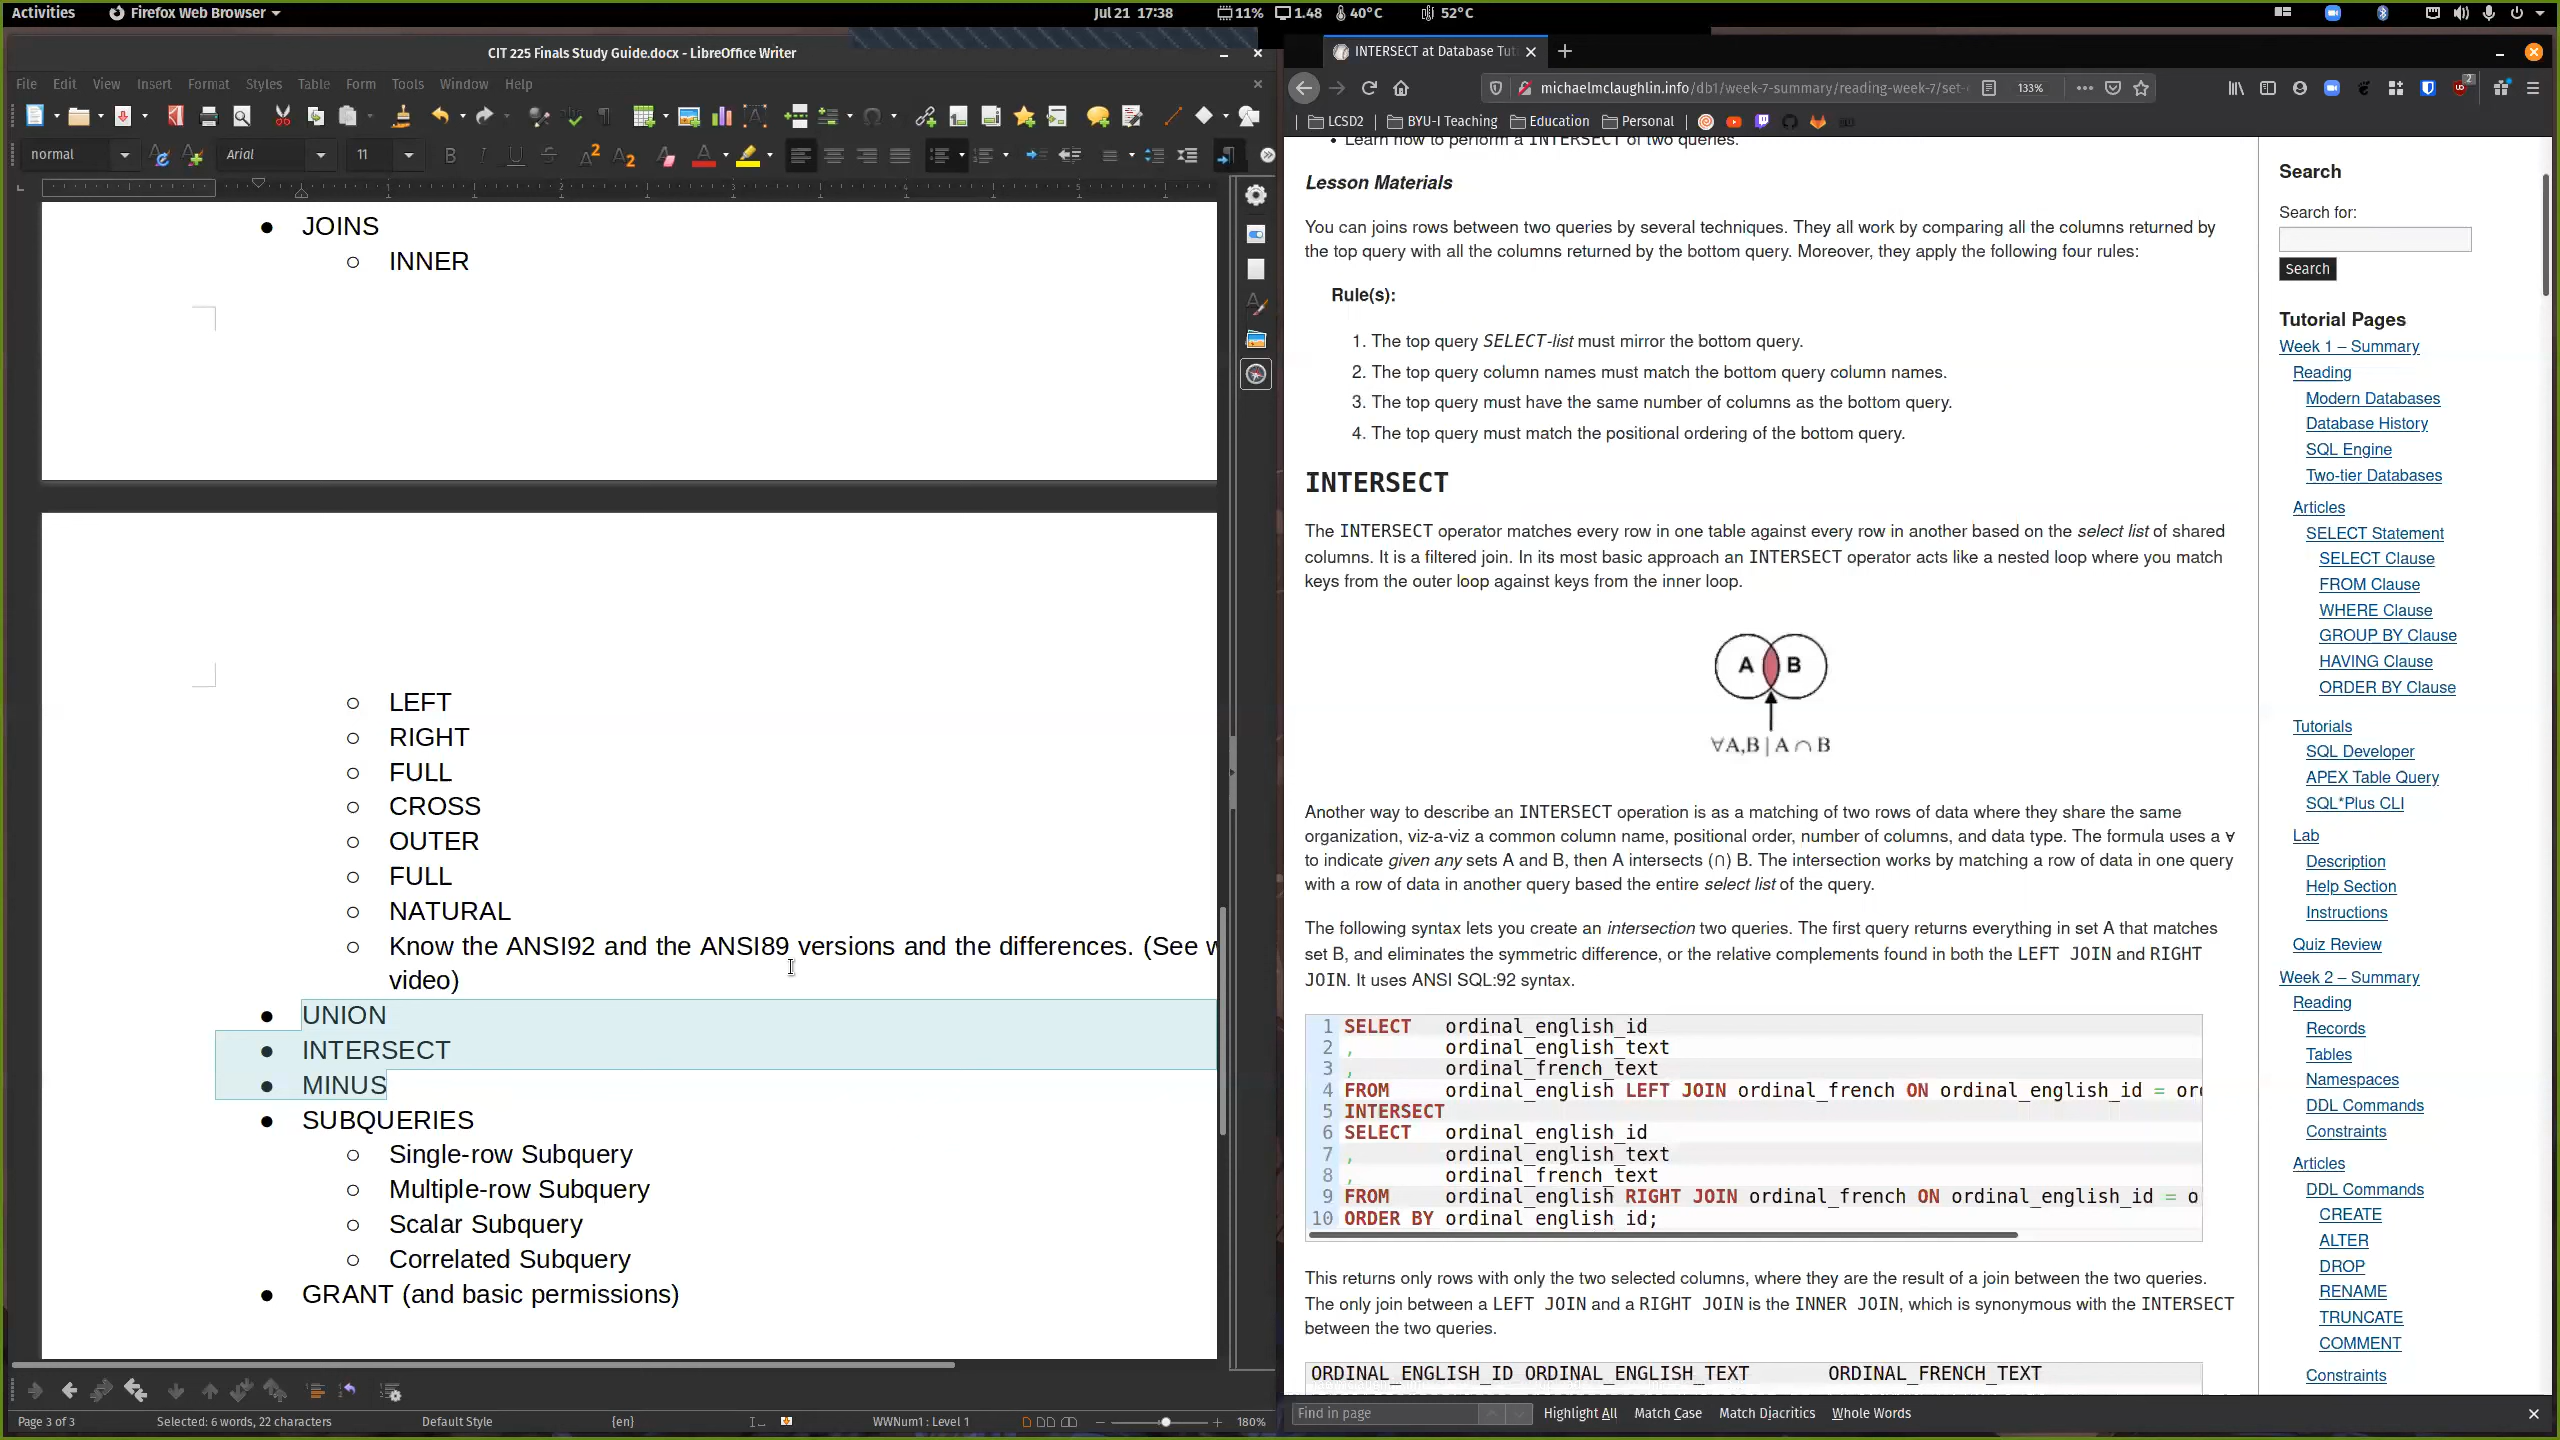 Activities
Firefox Web Browser
Jul 21 17:38
11%
1.48
40°C
52°C
CIT 225 Finals Study Guide.docx - LibreOffice Writer
File Edit View Insert Format Styles Table Form Tools Window Help
normal
Arial
11
JOINS
INNER
LEFT
RIGHT
FULL
CROSS
OUTER
FULL
NATURAL
Know the ANSI92 and the ANSI89 versions and the differences. (See w
video)
UNION
INTERSECT
MINUS
SUBQUERIES
Single-row Subquery
Multiple-row Subquery
Scalar Subquery
Correlated Subquery
GRANT (and basic permissions)
Page 3 of 3
Selected: 6 words, 22 characters
Default Style
{en}
WWNum1 : Level 1
180%
INTERSECT at Database Tut
michaelmclaughlin.info/db1/week-7-summary/reading-week-7/set-
133%
2
LCSD2
BYU-I Teaching
Education
Personal
Learn how to perform a INTERSECT of two queries.
Lesson Materials
You can joins rows between two queries by several techniques. They all work by comparing all the columns returned by
the top query with all the columns returned by the bottom query. Moreover, they apply the following four rules:
Rule(s):
1. The top query SELECT-list must mirror the bottom query.
2. The top query column names must match the bottom query column names.
3. The top query must have the same number of columns as the bottom query.
4. The top query must match the positional ordering of the bottom query.
INTERSECT
The INTERSECT operator matches every row in one table against every row in another based on the select list of shared
columns. It is a filtered join. In its most basic approach an INTERSECT operator acts like a nested loop where you match
keys from the outer loop against keys from the inner loop.
A B
∀A,B | A ∩ B
Another way to describe an INTERSECT operation is as a matching of two rows of data where they share the same
organization, viz-a-viz a common column name, positional order, number of columns, and data type. The formula uses a ∀
to indicate given any sets A and B, then A intersects (∩) B. The intersection works by matching a row of data in one query
with a row of data in another query based the entire select list of the query.
The following syntax lets you create an intersection two queries. The first query returns everything in set A that matches
set B, and eliminates the symmetric difference, or the relative complements found in both the LEFT JOIN and RIGHT
JOIN. It uses ANSI SQL:92 syntax.
1 SELECT ordinal_english_id
2 , ordinal_english_text
3 , ordinal_french_text
4 FROM ordinal_english LEFT JOIN ordinal_french ON ordinal_english_id = or
5 INTERSECT
6 SELECT ordinal_english_id
7 , ordinal_english_text
8 , ordinal_french_text
9 FROM ordinal_english RIGHT JOIN ordinal_french ON ordinal_english_id = o
10 ORDER BY ordinal_english_id;
This returns only rows with only the two selected columns, where they are the result of a join between the two queries.
The only join between a LEFT JOIN and a RIGHT JOIN is the INNER JOIN, which is synonymous with the INTERSECT
between the two queries.
ORDINAL_ENGLISH_ID ORDINAL_ENGLISH_TEXT ORDINAL_FRENCH_TEXT
Search
Search for:
Search
Tutorial Pages
Week 1 – Summary
Reading
Modern Databases
Database History
SQL Engine
Two-tier Databases
Articles
SELECT Statement
SELECT Clause
FROM Clause
WHERE Clause
GROUP BY Clause
HAVING Clause
ORDER BY Clause
Tutorials
SQL Developer
APEX Table Query
SQL*Plus CLI
Lab
Description
Help Section
Instructions
Quiz Review
Week 2 – Summary
Reading
Records
Tables
Namespaces
DDL Commands
Constraints
Articles
DDL Commands
CREATE
ALTER
DROP
RENAME
TRUNCATE
COMMENT
Constraints
Find in page
Highlight All Match Case Match Diacritics Whole Words